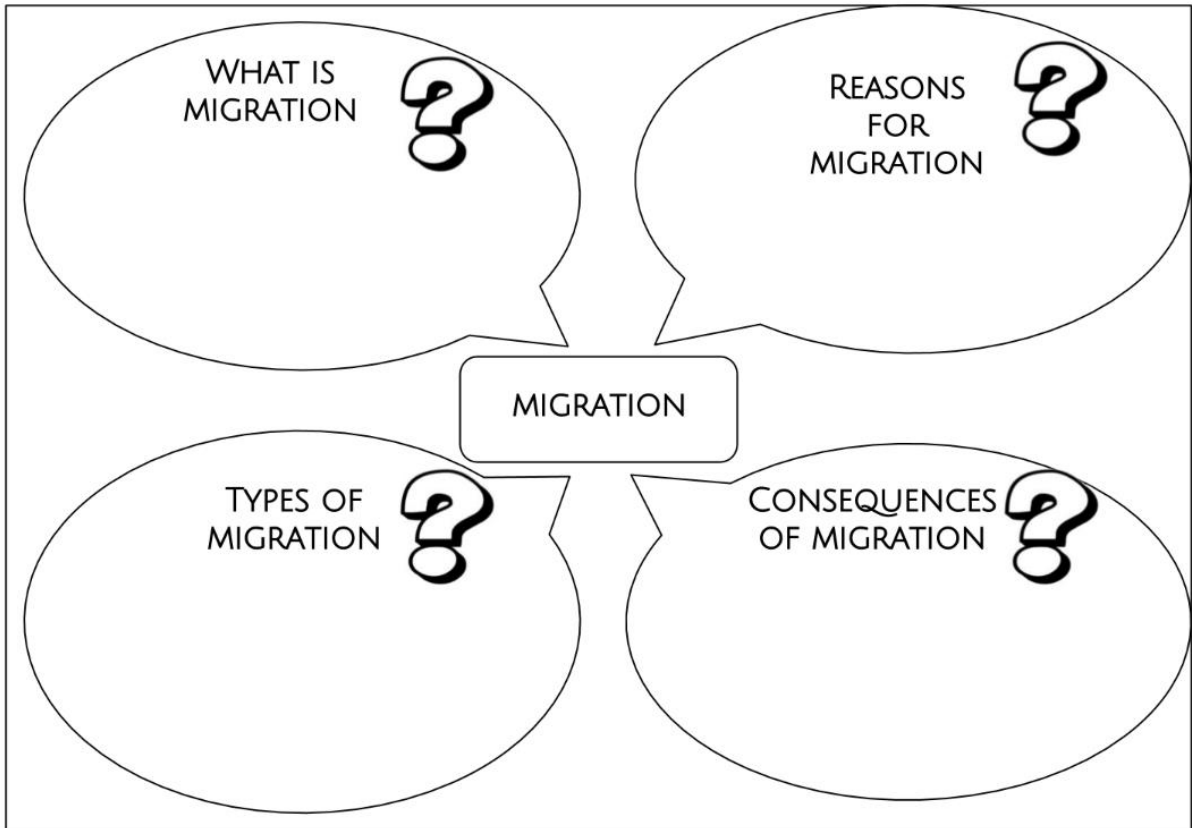 What is
migration
?
Reasons
for
migration
?
migration
Types of
migration
?
Consequences
of migration
?